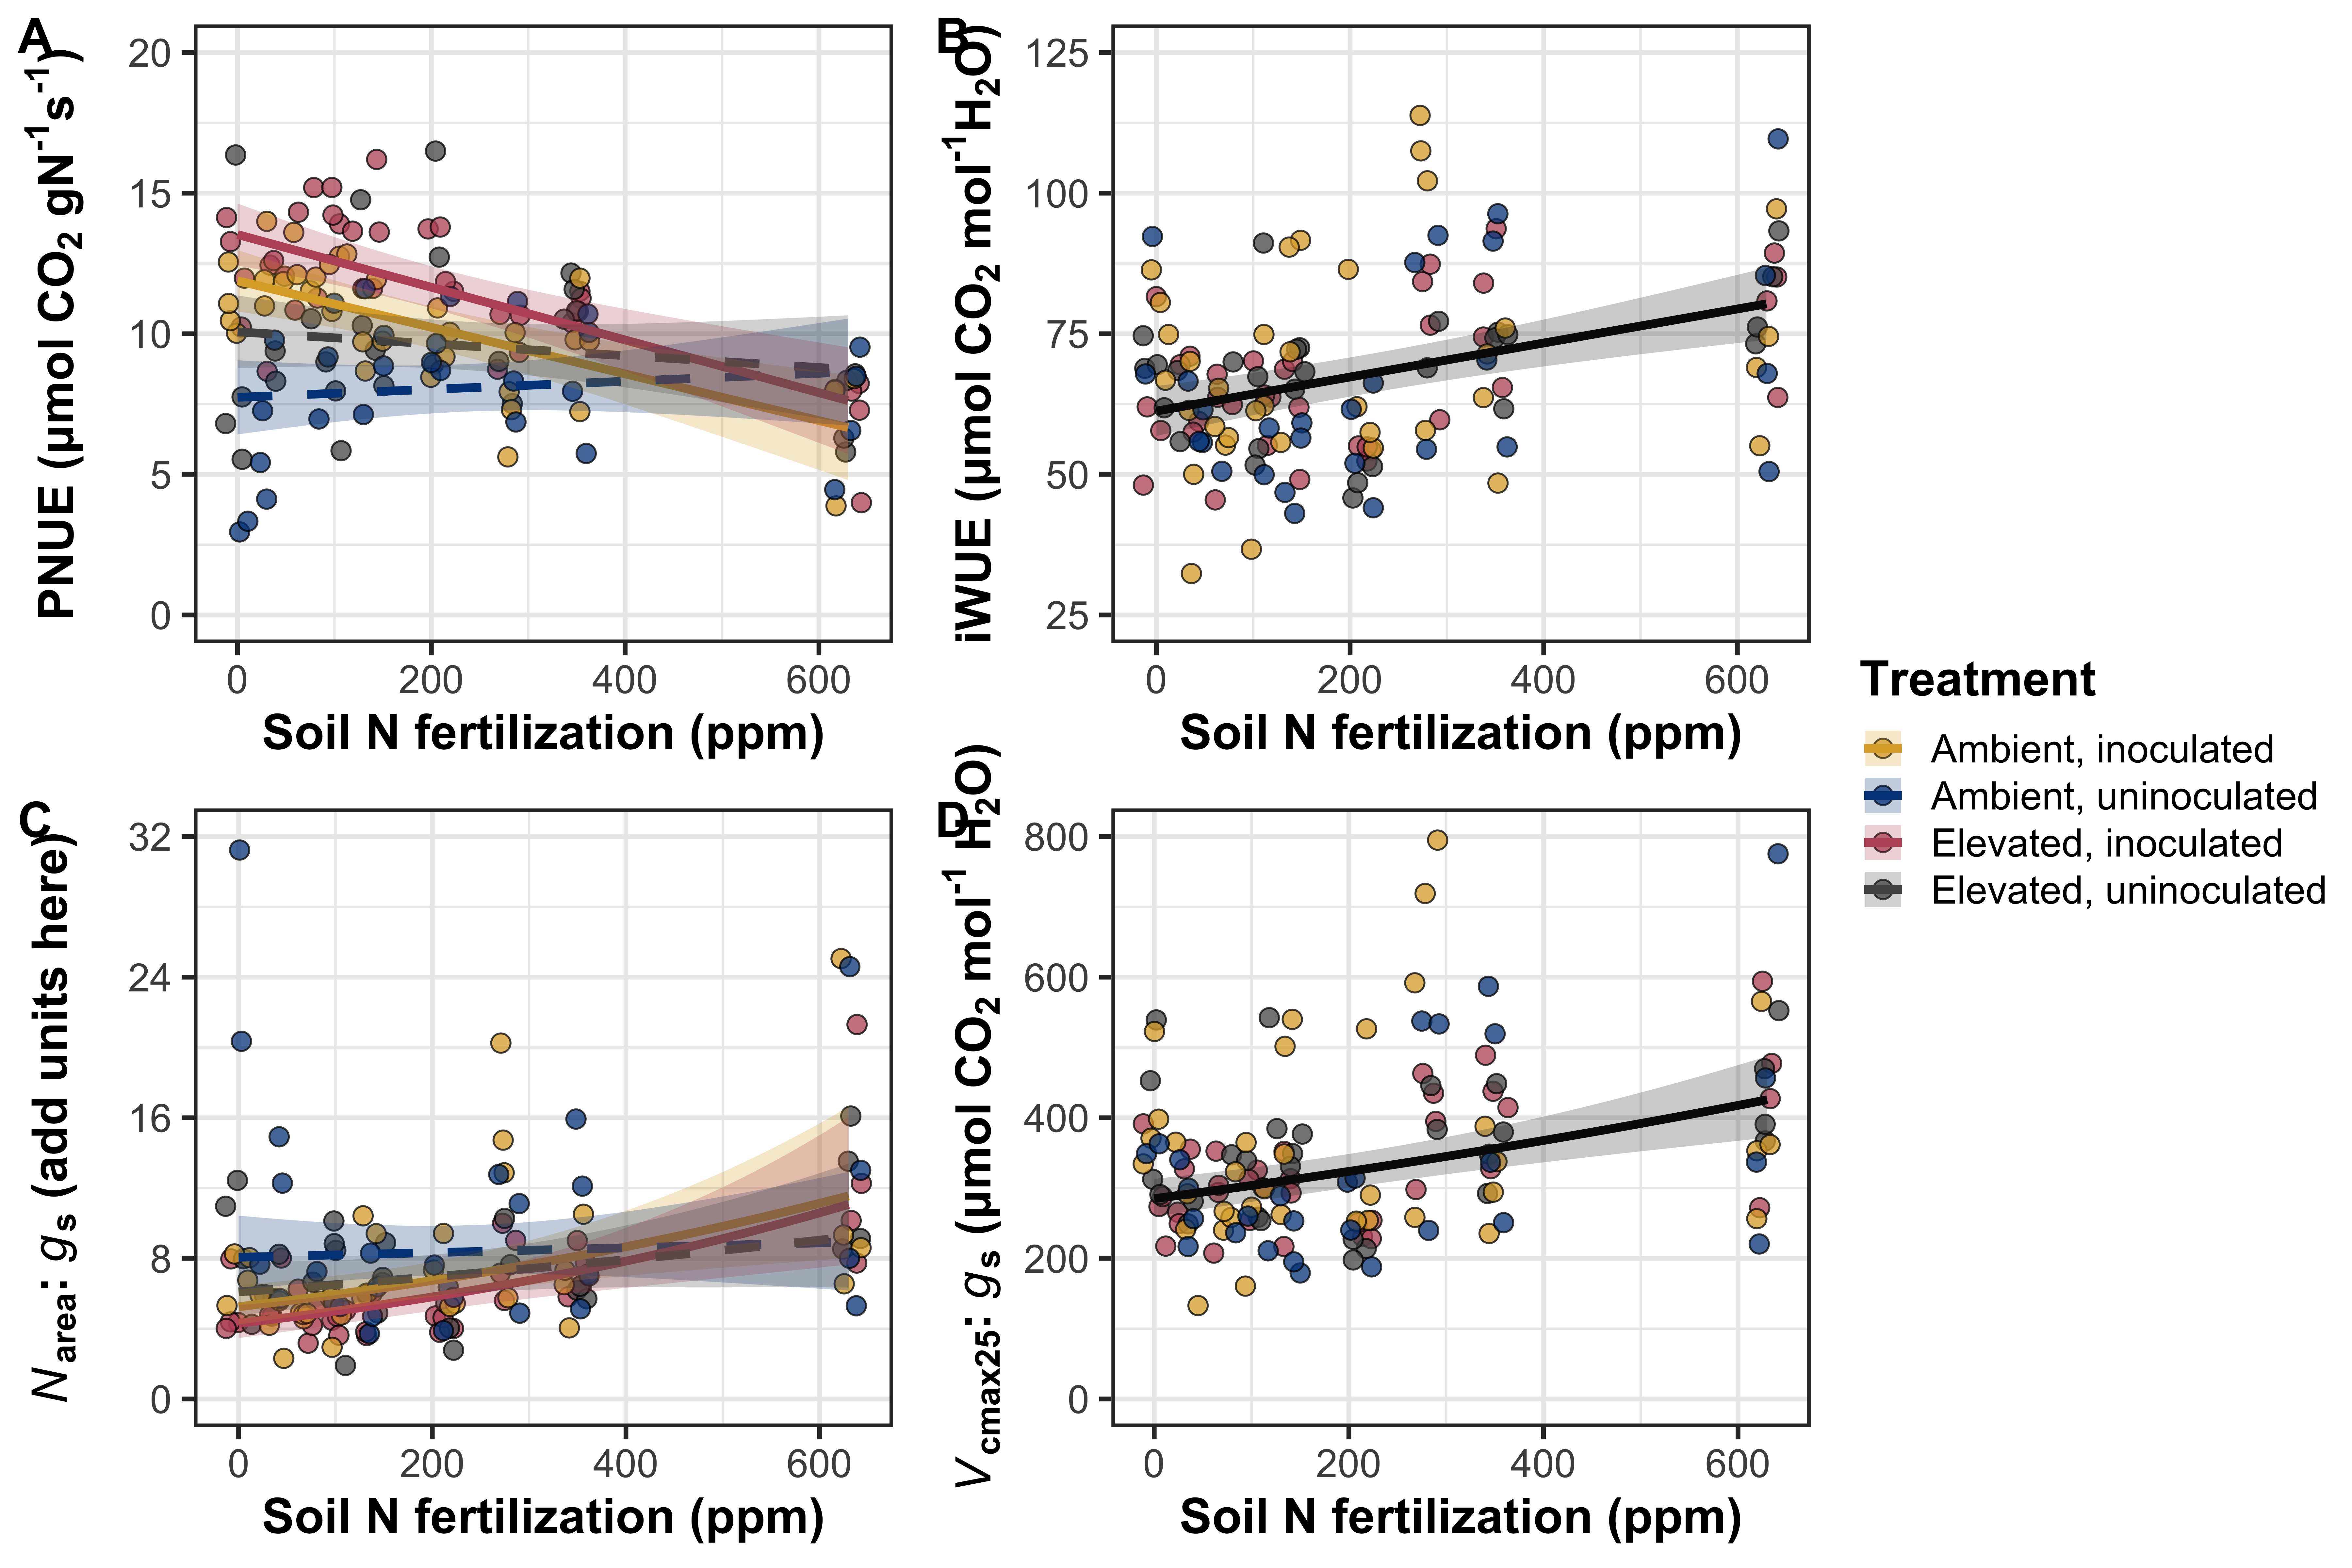 A
PNUE (µmol CO₂ gN⁻¹s⁻¹)
20
15
10
5
0
0 200 400 600
Soil N fertilization (ppm)
B
iWUE (µmol CO₂ mol⁻¹H₂O)
125
100
75
50
25
0 200 400 600
Soil N fertilization (ppm)
C
Narea: gs (add units here)
32
24
16
8
0
0 200 400 600
Soil N fertilization (ppm)
D
Vcmax25: gs (µmol CO₂ mol⁻¹ H₂O)
800
600
400
200
0
0 200 400 600
Soil N fertilization (ppm)
Treatment
Ambient, inoculated
Ambient, uninoculated
Elevated, inoculated
Elevated, uninoculated